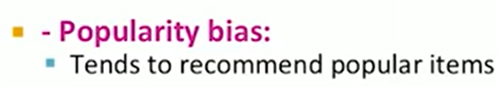 - Popularity bias:
Tends to recommend popular items